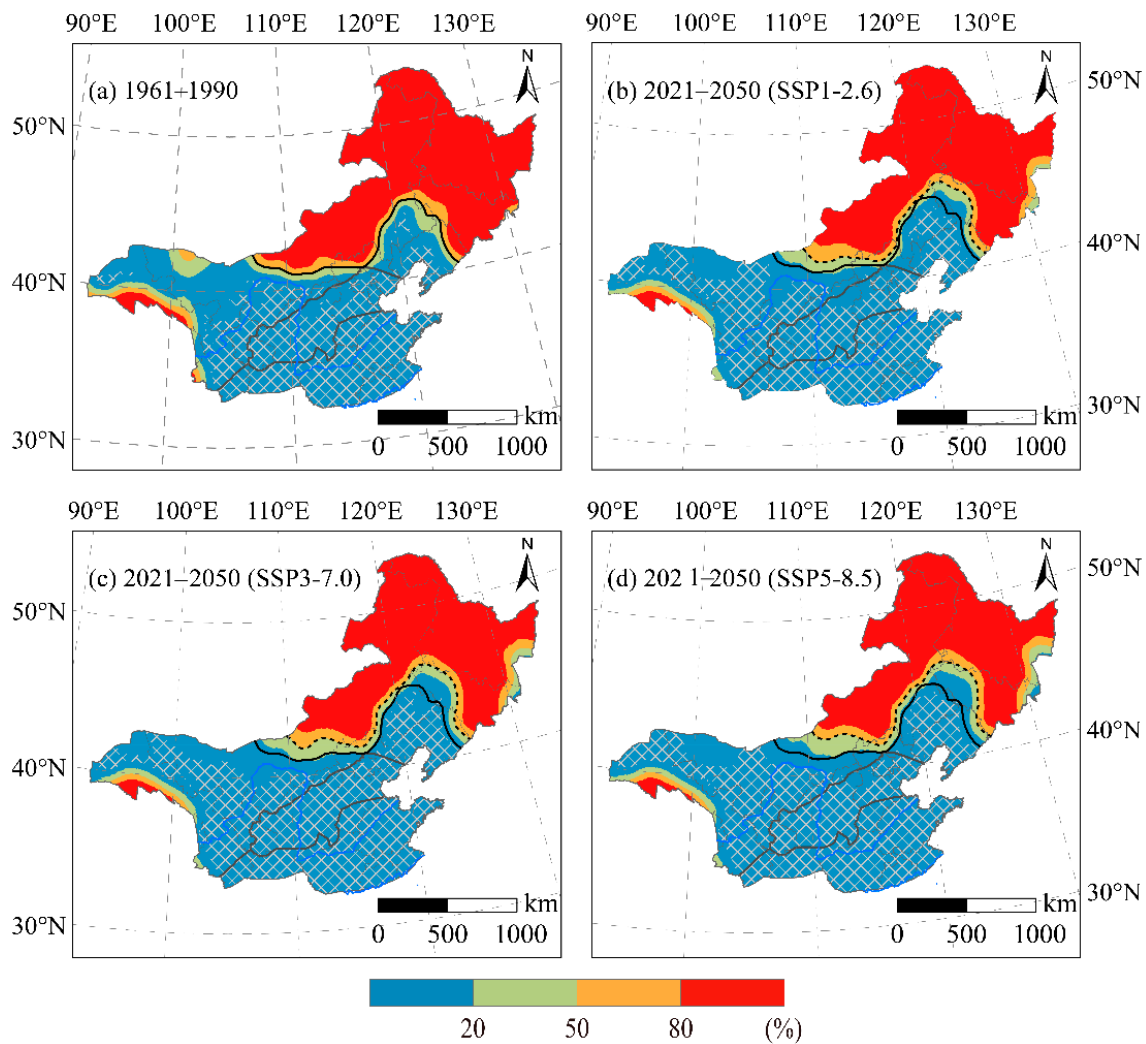 90°E 100°E 110°E 120°E 130°E
90°E 100°E 110°E 120°E 130°E
N
N
(a) 1961+1990
(b) 2021–2050 (SSP1-2.6)
50°N
50°N
40°N
40°N
km
km
30°N
30°N
0 500 1000
0 500 1000
90°E 100°E 110°E 120°E 130°E
90°E 100°E 110°E 120°E 130°E
N
N
(c) 2021–2050 (SSP3-7.0)
(d) 202 1–2050 (SSP5-8.5)
50°N
50°N
40°N
40°N
km
km
30°N
30°N
0 500 1000
0 500 1000
20 50 80 (%)